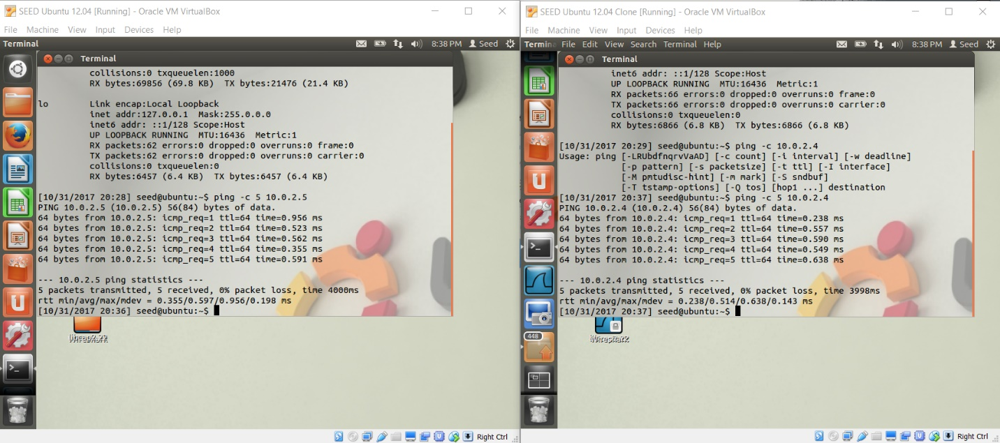 SEED Ubuntu 12.04 [Running] - Oracle VM VirtualBox
File Machine View Input Devices Help
Terminal 8:38 PM Seed
Terminal
collisions:0 txqueuelen:1000
RX bytes:69856 (69.8 KB)  TX bytes:21476 (21.4 KB)
lo Link encap:Local Loopback
inet addr:127.0.0.1  Mask:255.0.0.0
inet6 addr: ::1/128 Scope:Host
UP LOOPBACK RUNNING  MTU:16436  Metric:1
RX packets:62 errors:0 dropped:0 overruns:0 frame:0
TX packets:62 errors:0 dropped:0 overruns:0 carrier:0
collisions:0 txqueuelen:0
RX bytes:6457 (6.4 KB)  TX bytes:6457 (6.4 KB)
[10/31/2017 20:28] seed@ubuntu:~$ ping -c 5 10.0.2.5
PING 10.0.2.5 (10.0.2.5) 56(84) bytes of data.
64 bytes from 10.0.2.5: icmp_req=1 ttl=64 time=0.956 ms
64 bytes from 10.0.2.5: icmp_req=2 ttl=64 time=0.523 ms
64 bytes from 10.0.2.5: icmp_req=3 ttl=64 time=0.562 ms
64 bytes from 10.0.2.5: icmp_req=4 ttl=64 time=0.355 ms
64 bytes from 10.0.2.5: icmp_req=5 ttl=64 time=0.591 ms
--- 10.0.2.5 ping statistics ---
5 packets transmitted, 5 received, 0% packet loss, time 4000ms
rtt min/avg/max/mdev = 0.355/0.597/0.956/0.198 ms
[10/31/2017 20:36] seed@ubuntu:~$
Right Ctrl
SEED Ubuntu 12.04 Clone [Running] - Oracle VM VirtualBox
File Machine View Input Devices Help
Termin File Edit View Search Terminal Help 8:38 PM Seed
Terminal
inet6 addr: ::1/128 Scope:Host
UP LOOPBACK RUNNING  MTU:16436  Metric:1
RX packets:66 errors:0 dropped:0 overruns:0 frame:0
TX packets:66 errors:0 dropped:0 overruns:0 carrier:0
collisions:0 txqueuelen:0
RX bytes:6866 (6.8 KB)  TX bytes:6866 (6.8 KB)
[10/31/2017 20:29] seed@ubuntu:~$ ping -c 10.0.2.4
Usage: ping [-LRUbdfnqrvVaAD] [-c count] [-i interval] [-w deadline]
[-p pattern] [-s packetsize] [-t ttl] [-I interface]
[-M pmtudisc-hint] [-m mark] [-S sndbuf]
[-T tstamp-options] [-Q tos] [hop1 ...] destination
[10/31/2017 20:37] seed@ubuntu:~$ ping -c 5 10.0.2.4
PING 10.0.2.4 (10.0.2.4) 56(84) bytes of data.
64 bytes from 10.0.2.4: icmp_req=1 ttl=64 time=0.238 ms
64 bytes from 10.0.2.4: icmp_req=2 ttl=64 time=0.557 ms
64 bytes from 10.0.2.4: icmp_req=3 ttl=64 time=0.590 ms
64 bytes from 10.0.2.4: icmp_req=4 ttl=64 time=0.549 ms
64 bytes from 10.0.2.4: icmp_req=5 ttl=64 time=0.638 ms
--- 10.0.2.4 ping statistics ---
5 packets transmitted, 5 received, 0% packet loss, time 3998ms
rtt min/avg/max/mdev = 0.238/0.514/0.638/0.143 ms
[10/31/2017 20:37] seed@ubuntu:~$
448
Right Ctrl